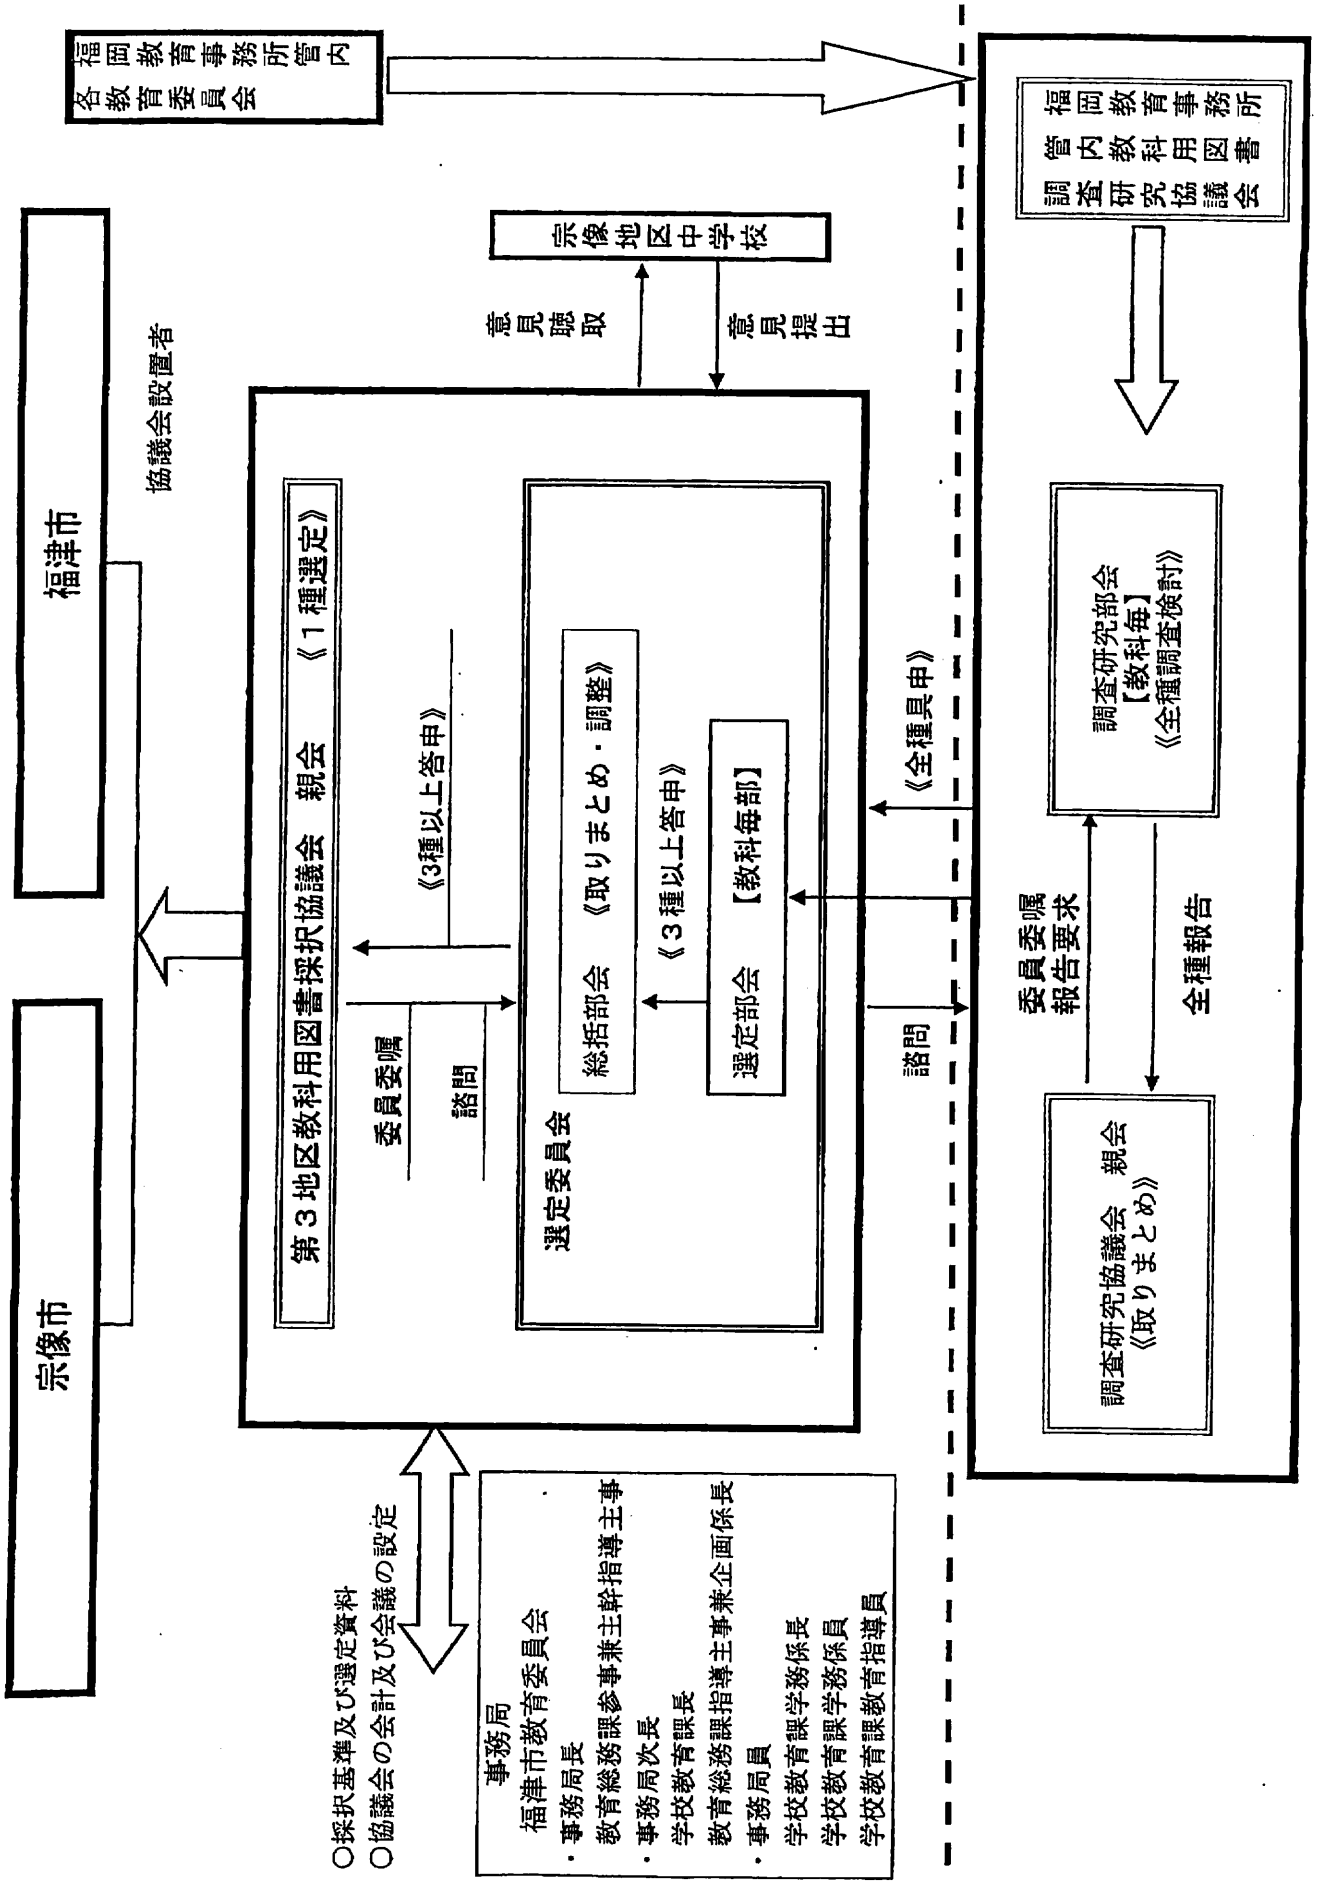 宗像市
福津市
協議会設置者
福岡教育事務所管内
各教育委員会
第3地区教科用図書採択協議会　親会　《1種選定》
委員委嘱
諮問
《3種以上答申》
選定委員会
総括部会　《取りまとめ・調整》
《3種以上答申》
選定部会　【教科毎部】
意見聴取
意見提出
宗像地区中学校
○採択基準及び選定資料
○協議会の会計及び会議の設定
事務局
福津市教育委員会
・事務局長
教育総務課参事兼主幹指導主事
・事務局次長
学校教育課長
教育総務課指導主事兼企画係長
・事務局員
学校教育課学務係長
学校教育課学務係員
学校教育課教育指導員
諮問
《全種具申》
福岡教育事務所
管内教科用図書
調査研究協議会
調査研究協議会　親会
《取りまとめ》
委員委嘱
報告要求
全種報告
調査研究部会
【教科毎】
《全種調査検討》